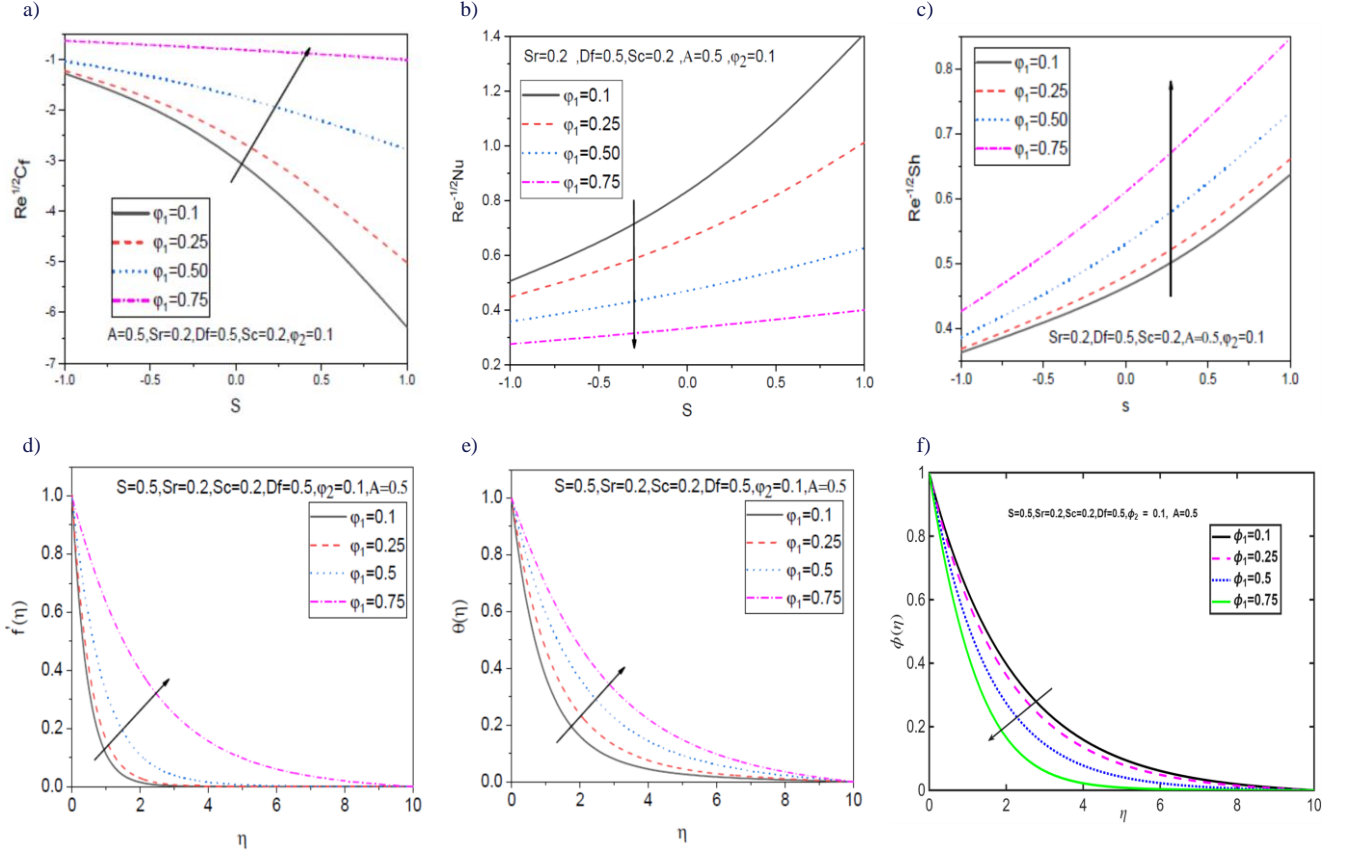 a)
-1
-2
-3
-4
-5
-6
-7
Re⁻¹/²Cf
φ₁=0.1
φ₁=0.25
φ₁=0.50
φ₁=0.75
A=0.5,Sr=0.2,Df=0.5,Sc=0.2,φ₂=0.1
-1.0 -0.5 0.0 0.5 1.0
S
b)
1.4
1.2
1.0
0.8
0.6
0.4
0.2
Re⁻¹/²Nu
Sr=0.2 ,Df=0.5,Sc=0.2 ,A=0.5 ,φ₂=0.1
φ₁=0.1
φ₁=0.25
φ₁=0.50
φ₁=0.75
-1.0 -0.5 0.0 0.5 1.0
S
c)
0.8
0.7
0.6
0.5
0.4
Re⁻¹/²Sh
φ₁=0.1
φ₁=0.25
φ₁=0.50
φ₁=0.75
Sr=0.2,Df=0.5,Sc=0.2,A=0.5,φ₂=0.1
-1.0 -0.5 0.0 0.5 1.0
s
d)
1.0
0.8
0.6
0.4
0.2
0.0
f'(η)
S=0.5,Sr=0.2,Sc=0.2,Df=0.5,φ₂=0.1,A=0.5
φ₁=0.1
φ₁=0.25
φ₁=0.5
φ₁=0.75
0 2 4 6 8 10
η
e)
1.0
0.8
0.6
0.4
0.2
0.0
θ(η)
S=0.5,Sr=0.2,Sc=0.2,Df=0.5,φ₂=0.1,A=0.5
φ₁=0.1
φ₁=0.25
φ₁=0.5
φ₁=0.75
0 2 4 6 8 10
η
f)
1
0.8
0.6
0.4
0.2
0
ϕ(η)
S=0.5,Sr=0.2,Sc=0.2,Df=0.5,ϕ₂ = 0.1, A=0.5
ϕ₁=0.1
ϕ₁=0.25
ϕ₁=0.5
ϕ₁=0.75
0 2 4 6 8 10
η